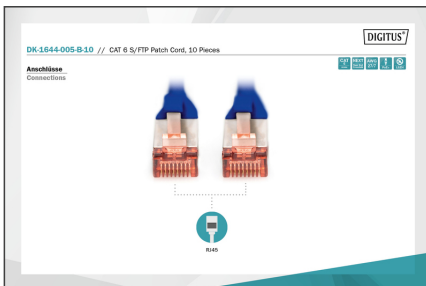 DIGITUS®
DK-1644-005-B-10 // CAT 6 S/FTP Patch Cord, 10 Pieces
Anschlüsse
Connections
RJ45